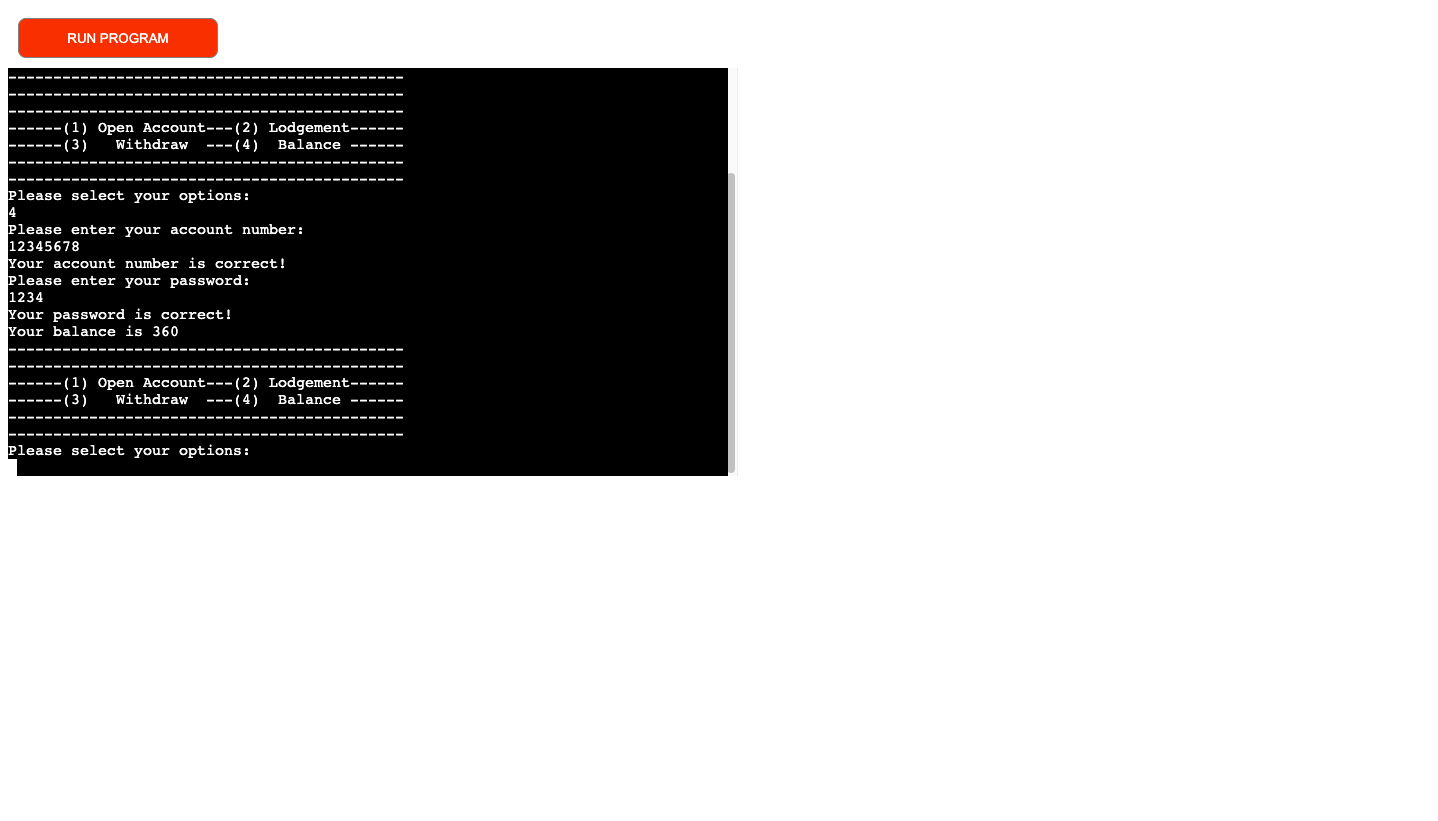 RUN PROGRAM
--------------------------------------------
--------------------------------------------
--------------------------------------------
------(1) Open Account---(2) Lodgement------
------(3)   Withdraw  ---(4)  Balance ------
--------------------------------------------
--------------------------------------------
Please select your options:
4
Please enter your account number:
12345678
Your account number is correct!
Please enter your password:
1234
Your password is correct!
Your balance is 360
--------------------------------------------
--------------------------------------------
------(1) Open Account---(2) Lodgement------
------(3)   Withdraw  ---(4)  Balance ------
--------------------------------------------
--------------------------------------------
Please select your options: